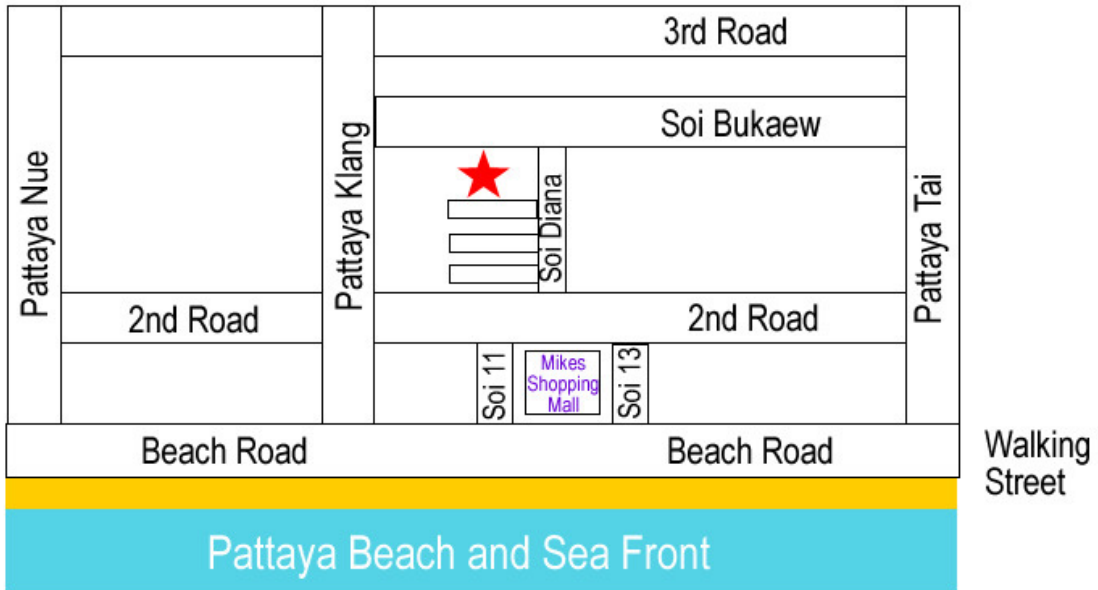 3rd Road
Soi Bukaew
Pattaya Nue
Pattaya Klang
Soi Diana
Pattaya Tai
2nd Road
2nd Road
Soi 11
Mikes
Shopping
Mall
Soi 13
Beach Road
Beach Road
Walking
Street
Pattaya Beach and Sea Front